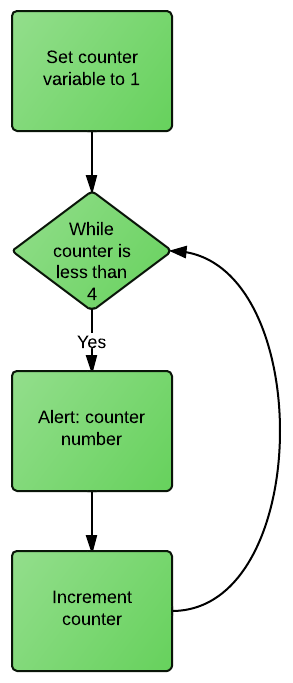 Set counter
variable to 1
While
counter is
less than
4
Yes
Alert: counter
number
Increment
counter